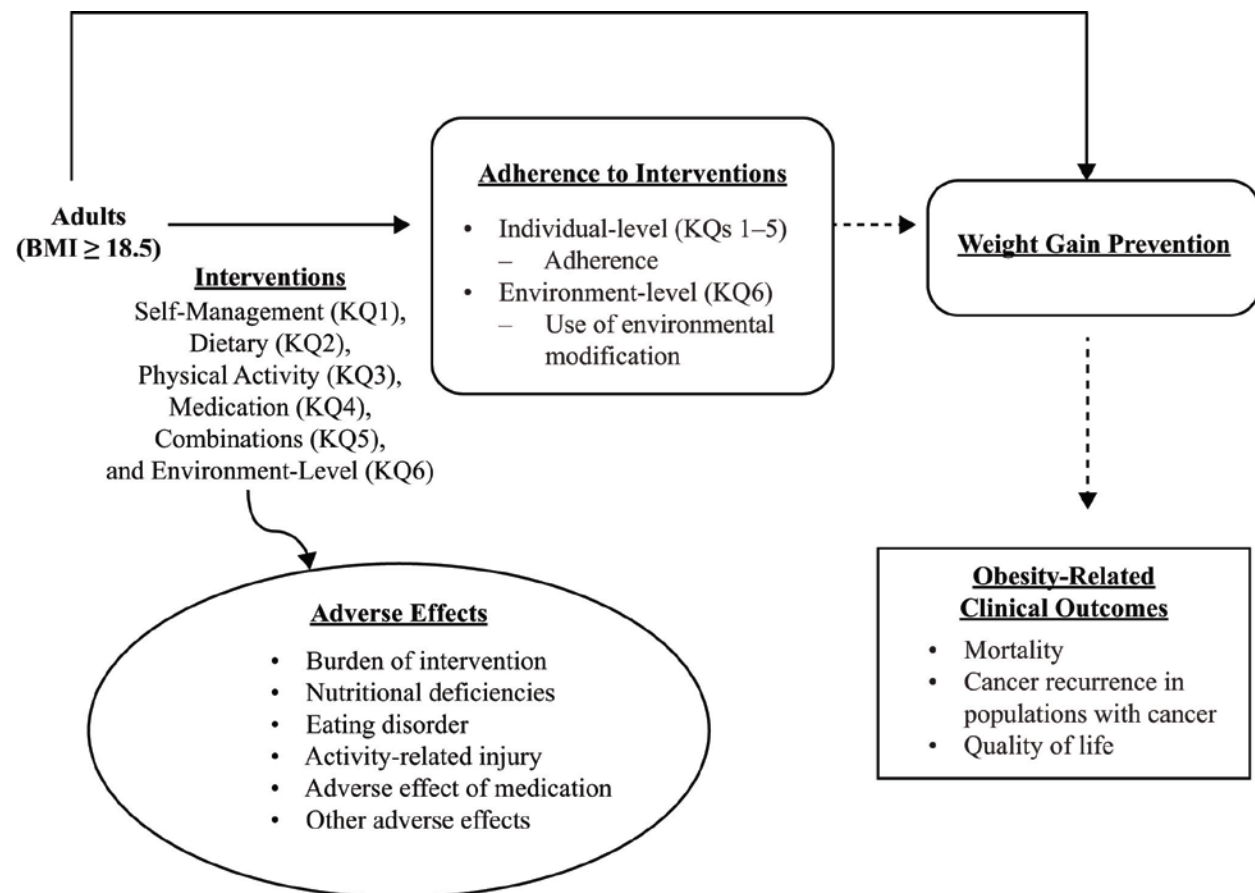 Adults
(BMI ≥ 18.5)
Interventions
Self-Management (KQ1),
Dietary (KQ2),
Physical Activity (KQ3),
Medication (KQ4),
Combinations (KQ5),
and Environment-Level (KQ6)
Adherence to Interventions
• Individual-level (KQs 1–5)
– Adherence
• Environment-level (KQ6)
– Use of environmental
modification
Weight Gain Prevention
Adverse Effects
• Burden of intervention
• Nutritional deficiencies
• Eating disorder
• Activity-related injury
• Adverse effect of medication
• Other adverse effects
Obesity-Related
Clinical Outcomes
• Mortality
• Cancer recurrence in
populations with cancer
• Quality of life